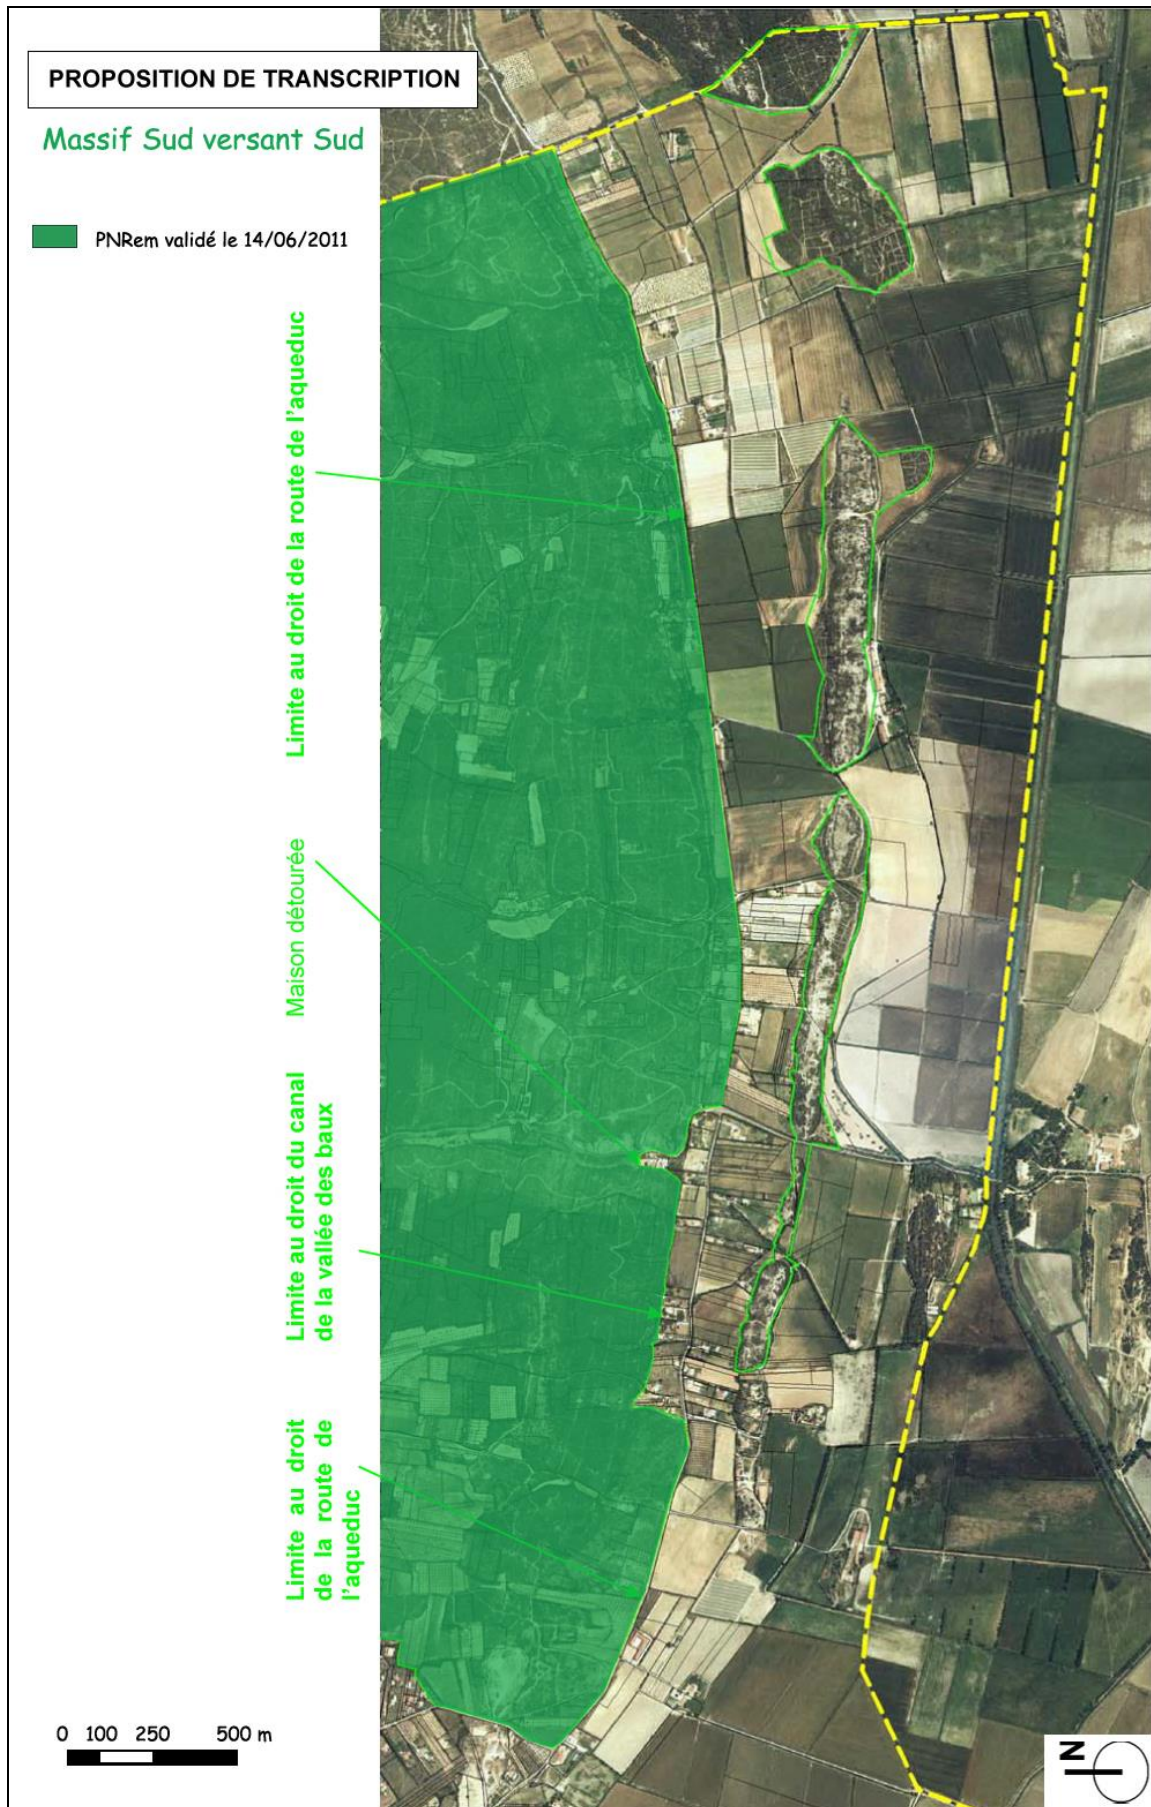 PROPOSITION DE TRANSCRIPTION
Massif Sud versant Sud
PNRem validé le 14/06/2011
Limite au droit de la route de l'aqueduc
Maison détourée
Limite au droit du canal
de la vallée des baux
Limite au droit
de la route de
l'aqueduc
0 100 250 500 m
N